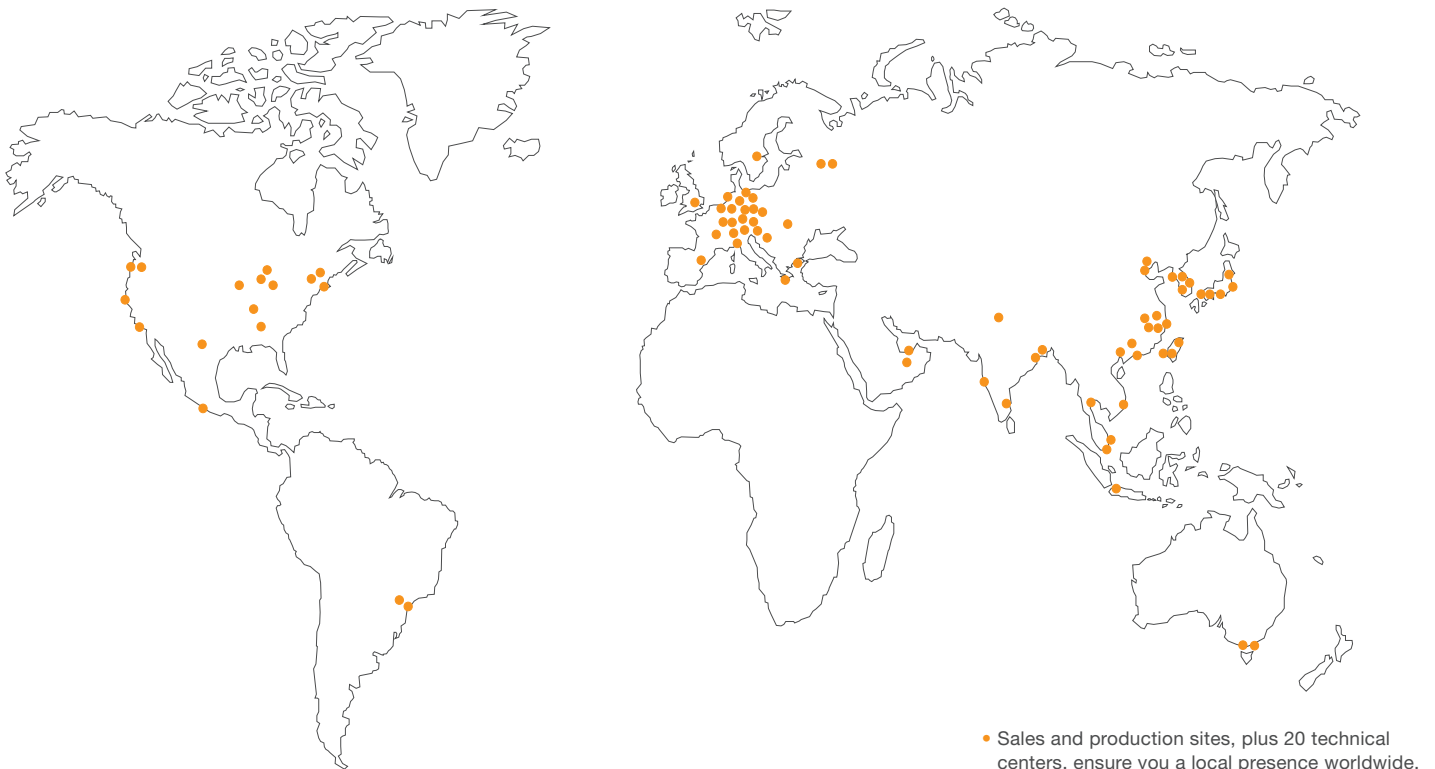 Sales and production sites, plus 20 technical
centers, ensure you a local presence worldwide.